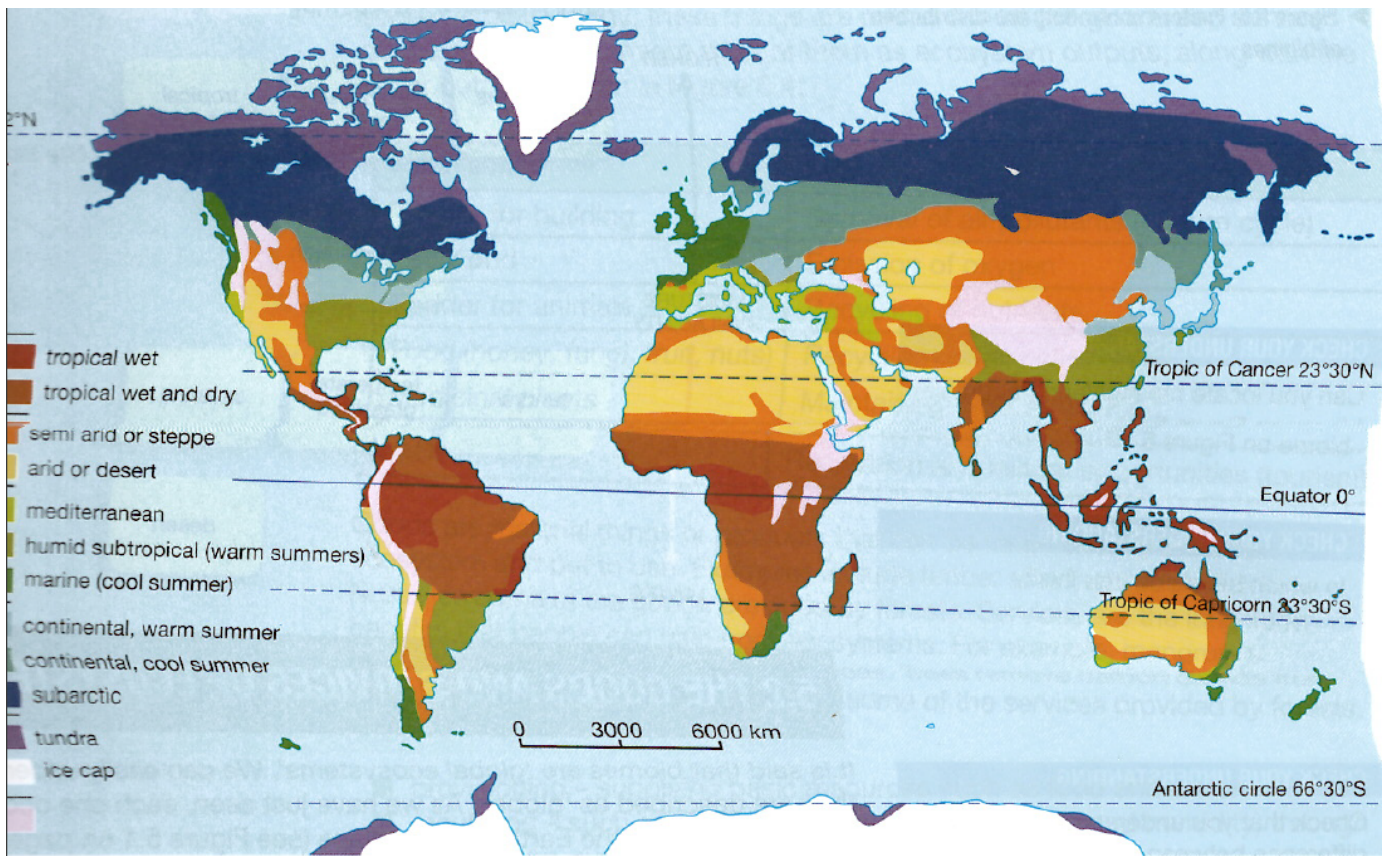 2°N
tropical wet
tropical wet and dry
semi arid or steppe
arid or desert
mediterranean
humid subtropical (warm summers)
marine (cool summer)
continental, warm summer
continental, cool summer
subarctic
tundra
ice cap
Tropic of Cancer 23°30'N
Equator 0°
Tropic of Capricorn 23°30'S
0 3000 6000 km
Antarctic circle 66°30'S